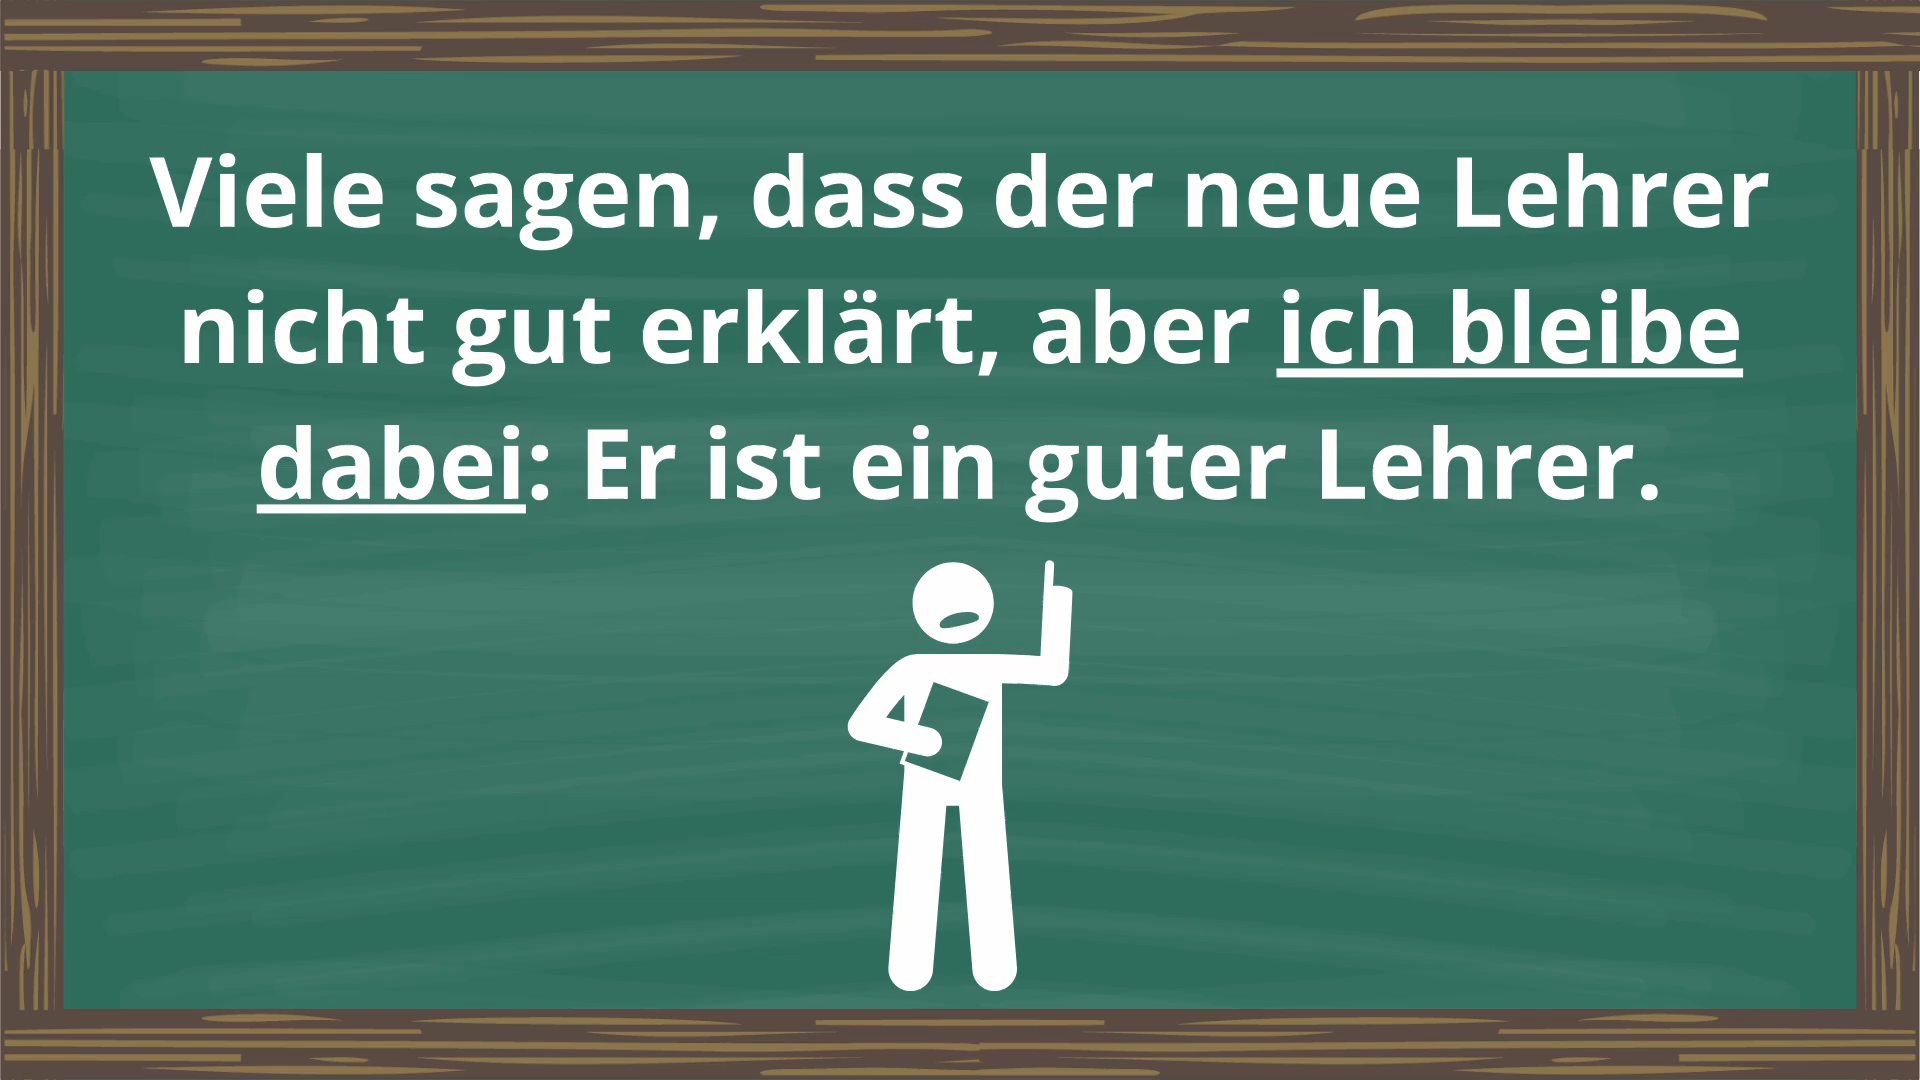 Viele sagen, dass der neue Lehrer
nicht gut erklärt, aber ich bleibe
dabei: Er ist ein guter Lehrer.